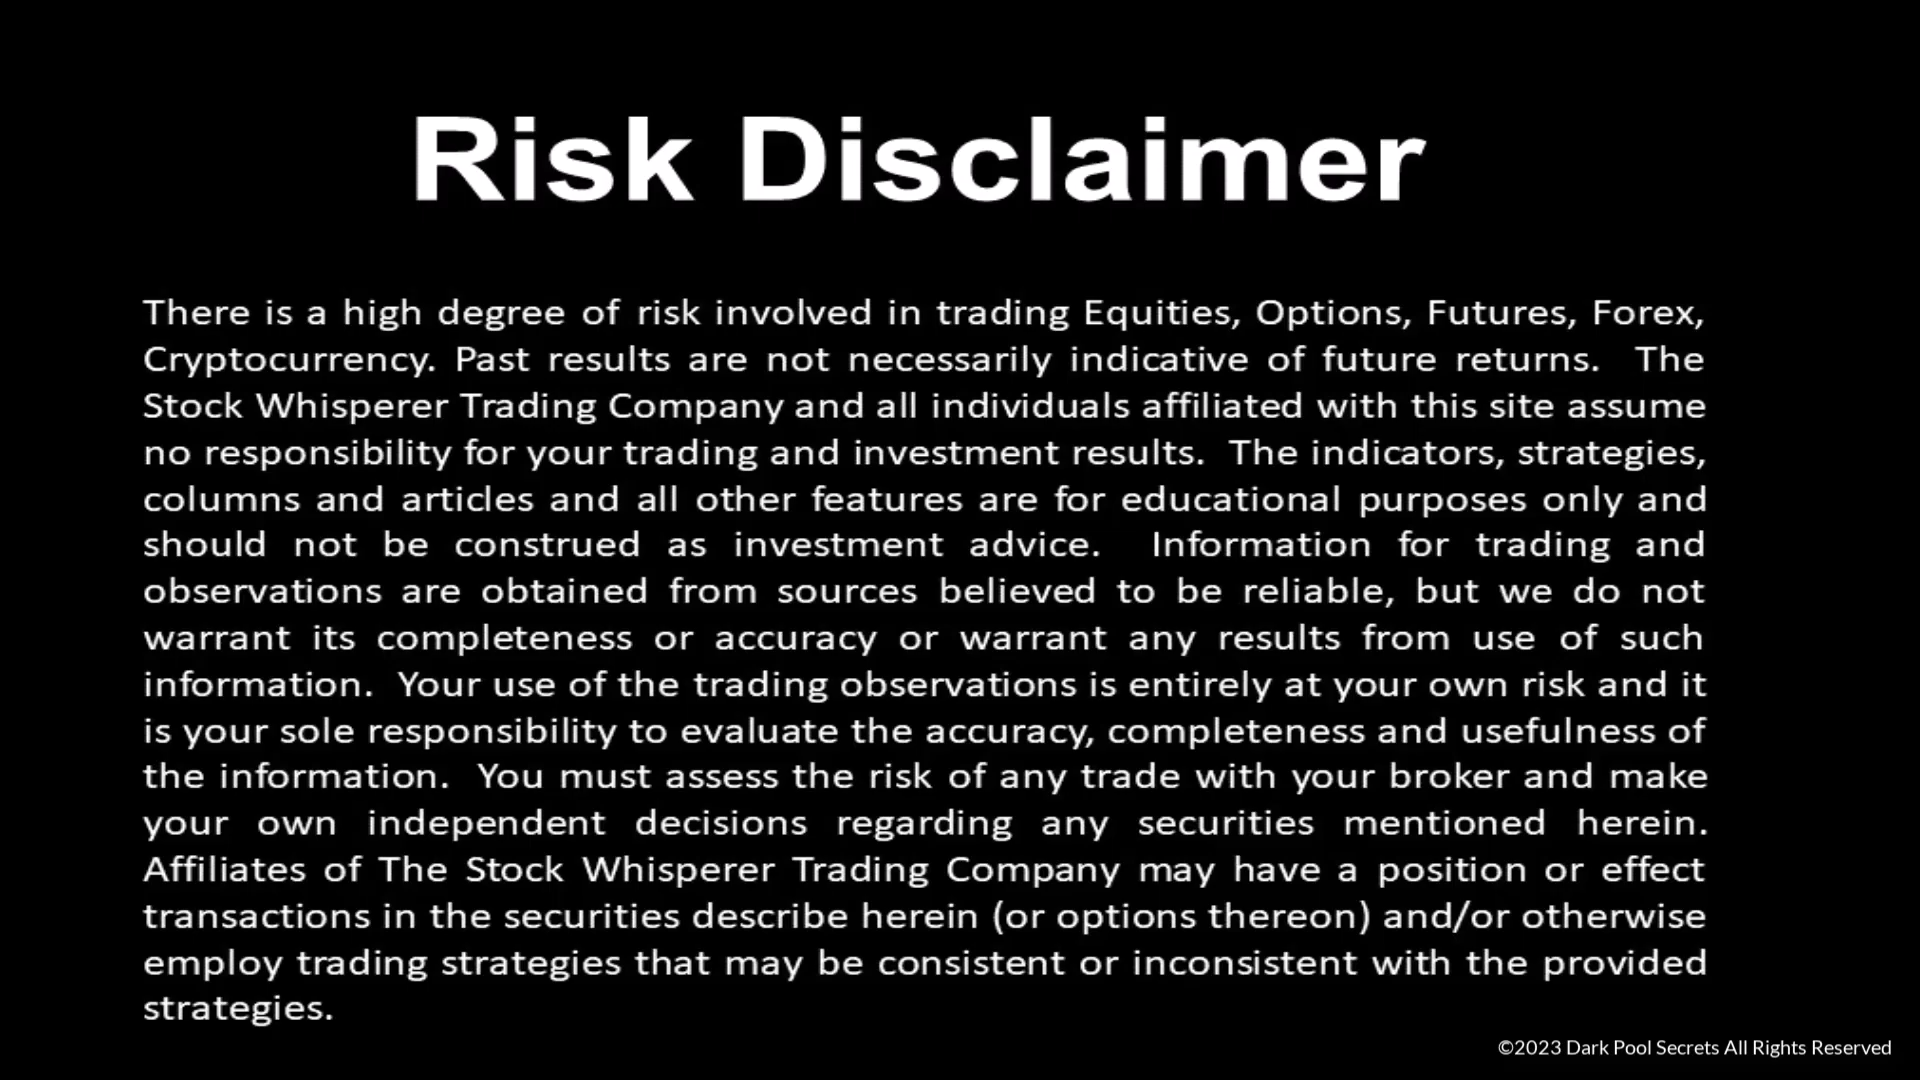 Risk Disclaimer
There is a high degree of risk involved in trading Equities, Options, Futures, Forex,
Cryptocurrency. Past results are not necessarily indicative of future returns.  The
Stock Whisperer Trading Company and all individuals affiliated with this site assume
no responsibility for your trading and investment results.  The indicators, strategies,
columns and articles and all other features are for educational purposes only and
should not be construed as investment advice.  Information for trading and
observations are obtained from sources believed to be reliable, but we do not
warrant its completeness or accuracy or warrant any results from use of such
information.  Your use of the trading observations is entirely at your own risk and it
is your sole responsibility to evaluate the accuracy, completeness and usefulness of
the information.  You must assess the risk of any trade with your broker and make
your own independent decisions regarding any securities mentioned herein.
Affiliates of The Stock Whisperer Trading Company may have a position or effect
transactions in the securities describe herein (or options thereon) and/or otherwise
employ trading strategies that may be consistent or inconsistent with the provided
strategies.
©2023 Dark Pool Secrets All Rights Reserved